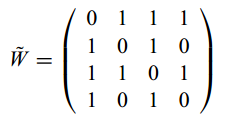 W̃ =
0 1 1 1
1 0 1 0
1 1 0 1
1 0 1 0